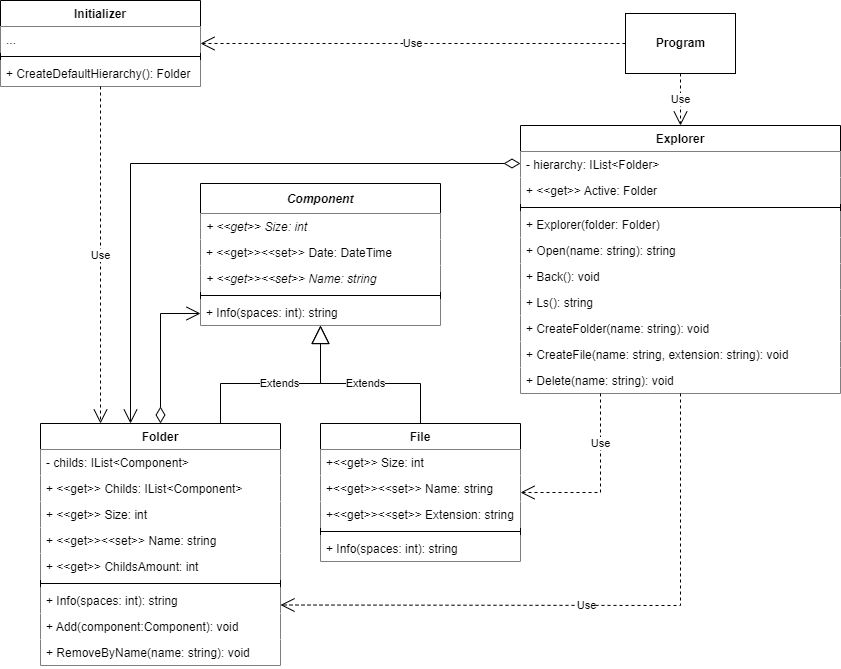 Initializer
...
+ CreateDefaultHierarchy(): Folder
Use
Program
Use
Explorer
- hierarchy: IList<Folder>
+ <<get>> Active: Folder
+ Explorer(folder: Folder)
+ Open(name: string): string
+ Back(): void
+ Ls(): string
+ CreateFolder(name: string): void
+ CreateFile(name: string, extension: string): void
+ Delete(name: string): void
Component
+ <<get>> Size: int
+ <<get>><<set>> Date: DateTime
+ <<get>><<set>> Name: string
+ Info(spaces: int): string
Use
Extends
Extends
Folder
- childs: IList<Component>
+ <<get>> Childs: IList<Component>
+ <<get>> Size: int
+ <<get>><<set>> Name: string
+ <<get>> ChildsAmount: int
+ Info(spaces: int): string
+ Add(component:Component): void
+ RemoveByName(name: string): void
File
+<<get>> Size: int
+<<get>><<set>> Name: string
+<<get>><<set>> Extension: string
+ Info(spaces: int): string
Use
Use